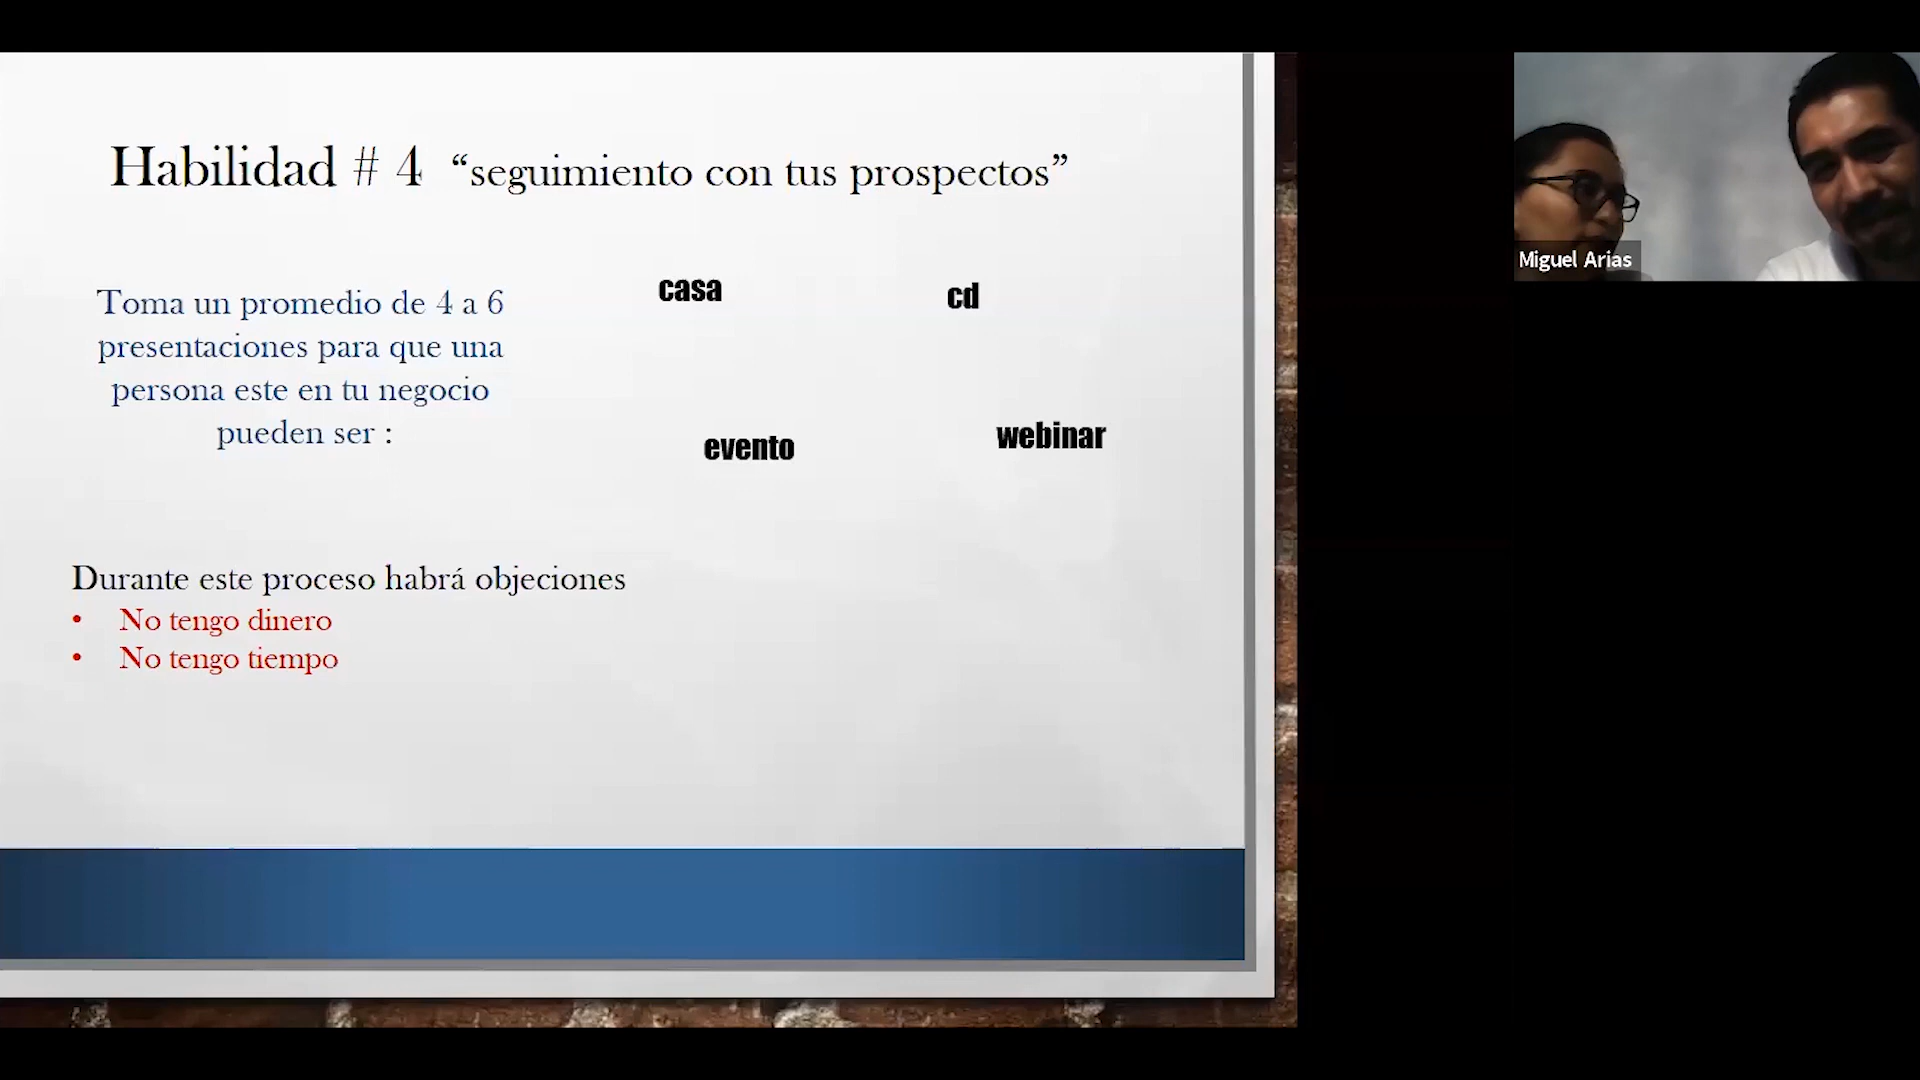 Habilidad # 4 “seguimiento con tus prospectos”
Toma un promedio de 4 a 6
presentaciones para que una
persona este en tu negocio
pueden ser :
casa
cd
evento
webinar
Durante este proceso habrá objeciones
• No tengo dinero
• No tengo tiempo
Miguel Arias